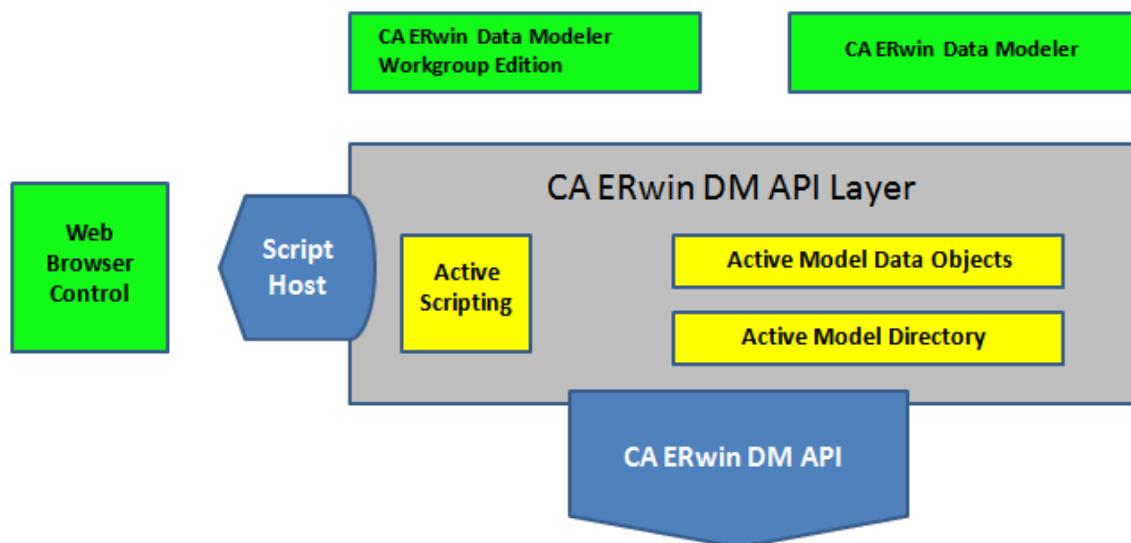 CA ERwin Data Modeler
Workgroup Edition
CA ERwin Data Modeler
CA ERwin DM API Layer
Web
Browser
Control
Script
Host
Active
Scripting
Active Model Data Objects
Active Model Directory
CA ERwin DM API